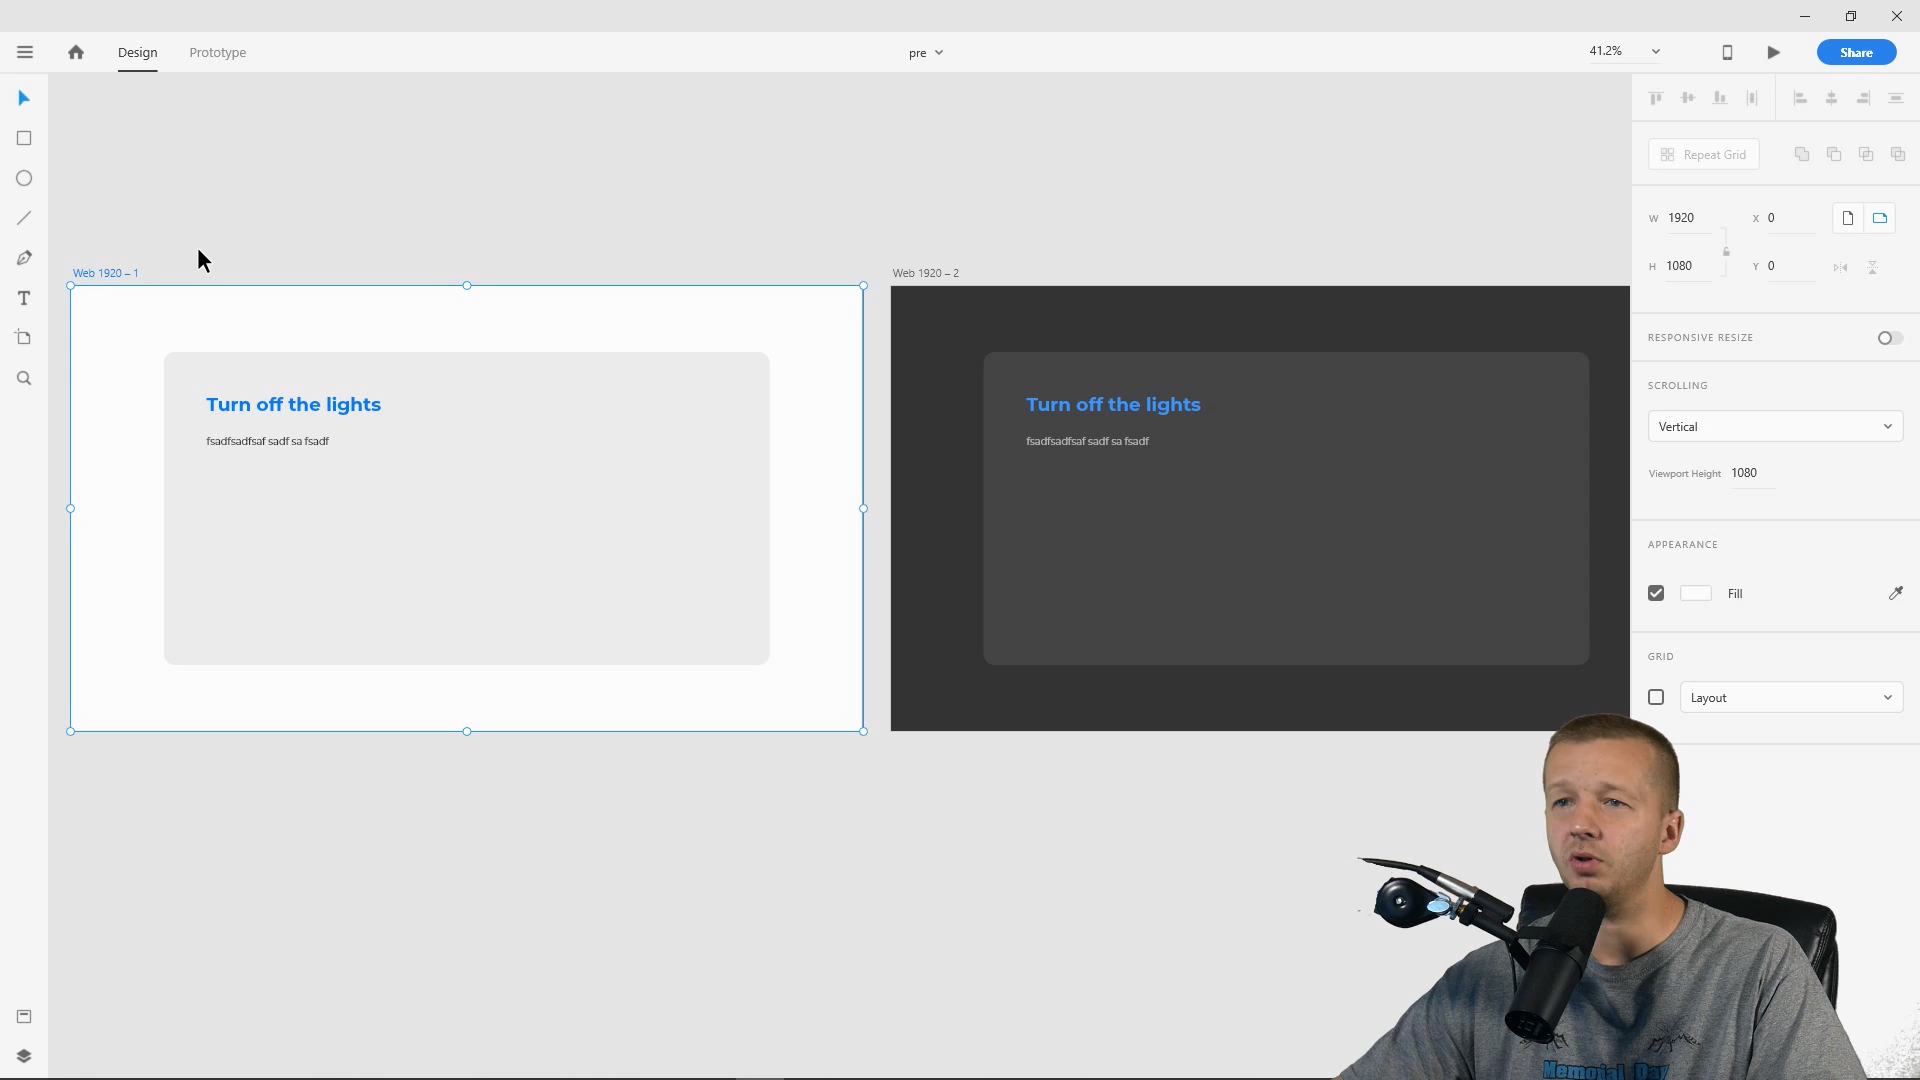 Design Prototype pre 41.2% Share
Repeat Grid
W 1920 X 0
H 1080 Y 0
Web 1920 – 1 Web 1920 – 2
RESPONSIVE RESIZE
SCROLLING
Vertical
Viewport Height 1080
Turn off the lights
fsadfsadfsaf sadf sa fsadf
Turn off the lights
fsadfsadfsaf sadf sa fsadf
APPEARANCE
Fill
GRID
Layout
Memorial Day